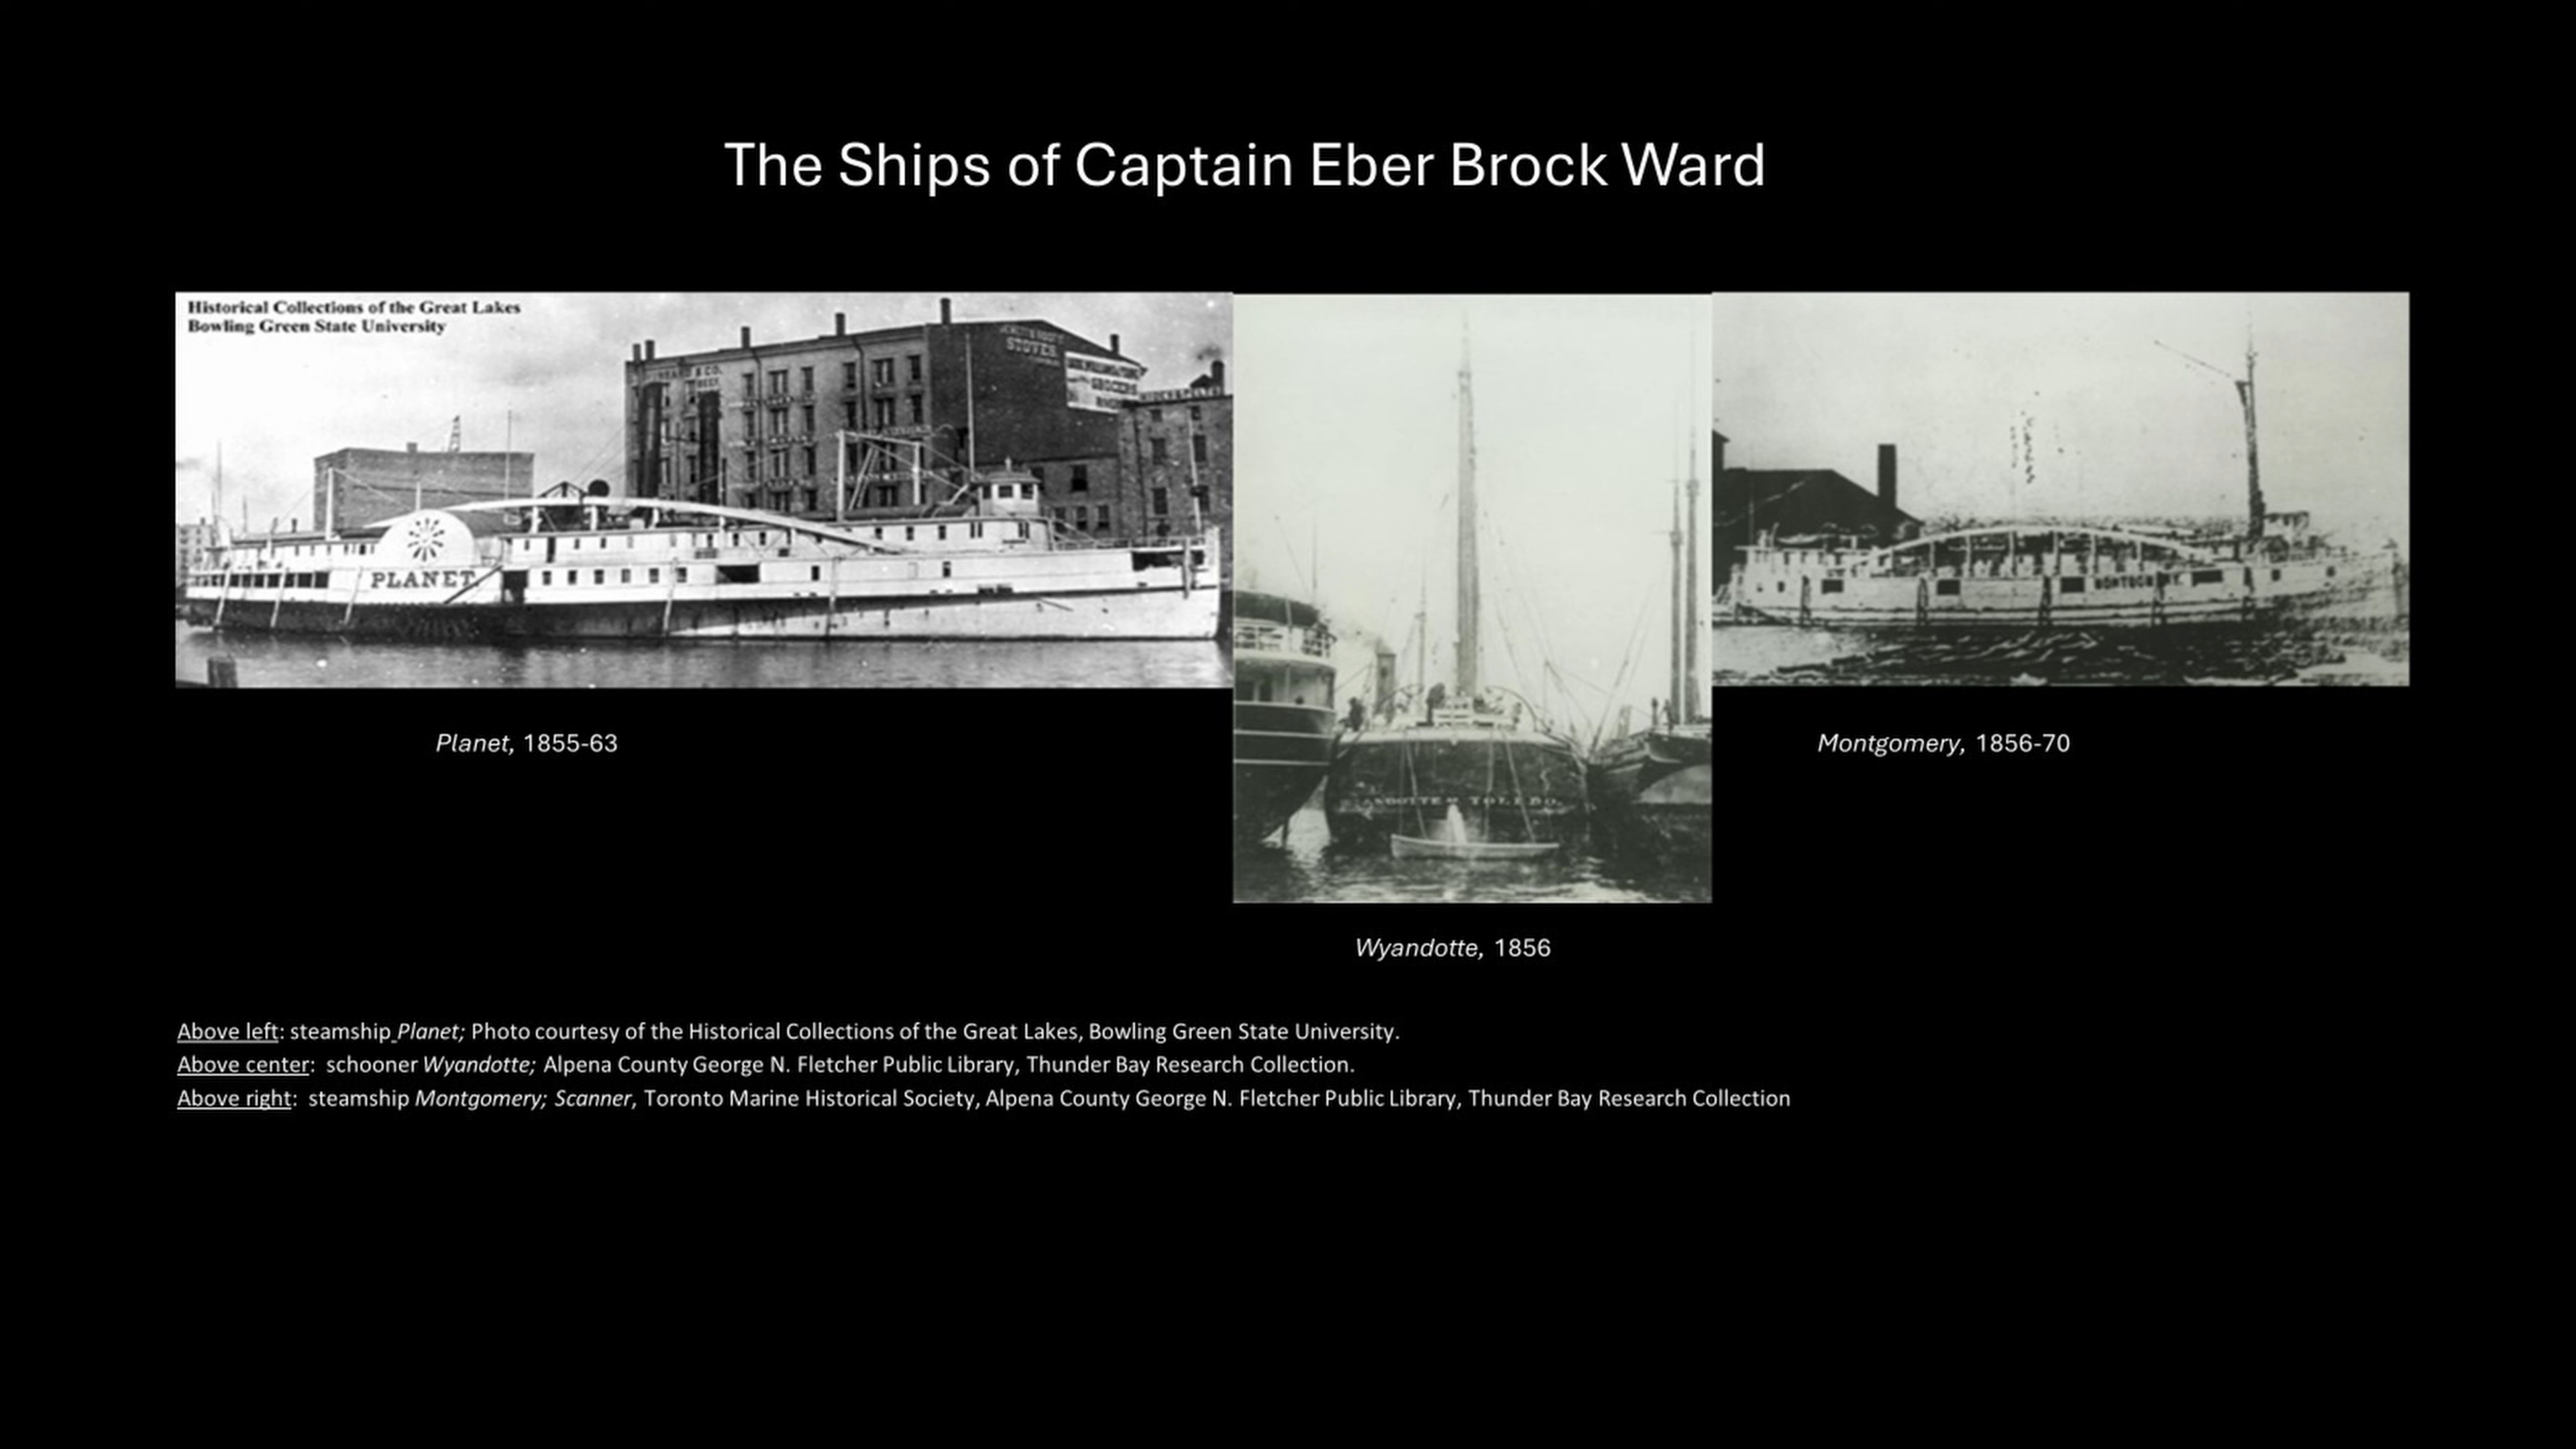 The Ships of Captain Eber Brock Ward
Historical Collections of the Great Lakes
Bowling Green State University
STOVES
GROCERS
PLANET
TOLEDO.
Planet, 1855-63
Montgomery, 1856-70
Wyandotte, 1856
Above left: steamship Planet; Photo courtesy of the Historical Collections of the Great Lakes, Bowling Green State University.
Above center: schooner Wyandotte; Alpena County George N. Fletcher Public Library, Thunder Bay Research Collection.
Above right: steamship Montgomery; Scanner, Toronto Marine Historical Society, Alpena County George N. Fletcher Public Library, Thunder Bay Research Collection